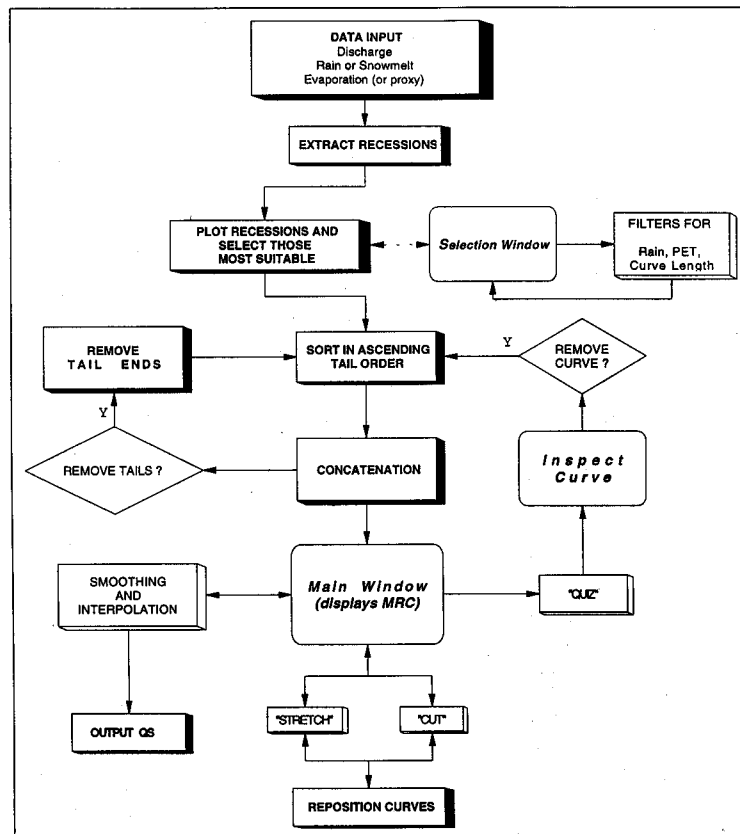 DATA INPUT
Discharge
Rain or Snowmelt
Evaporation (or proxy)
EXTRACT RECESSIONS
PLOT RECESSIONS AND
SELECT THOSE
MOST SUITABLE
Selection Window
FILTERS FOR
Rain, PET,
Curve Length
REMOVE
TAIL ENDS
SORT IN ASCENDING
TAIL ORDER
Y
REMOVE
CURVE ?
Y
REMOVE TAILS ?
CONCATENATION
Inspect
Curve
SMOOTHING
AND
INTERPOLATION
Main Window
(displays MRC)
"QUIZ"
"STRETCH"
"CUT"
OUTPUT QS
REPOSITION CURVES